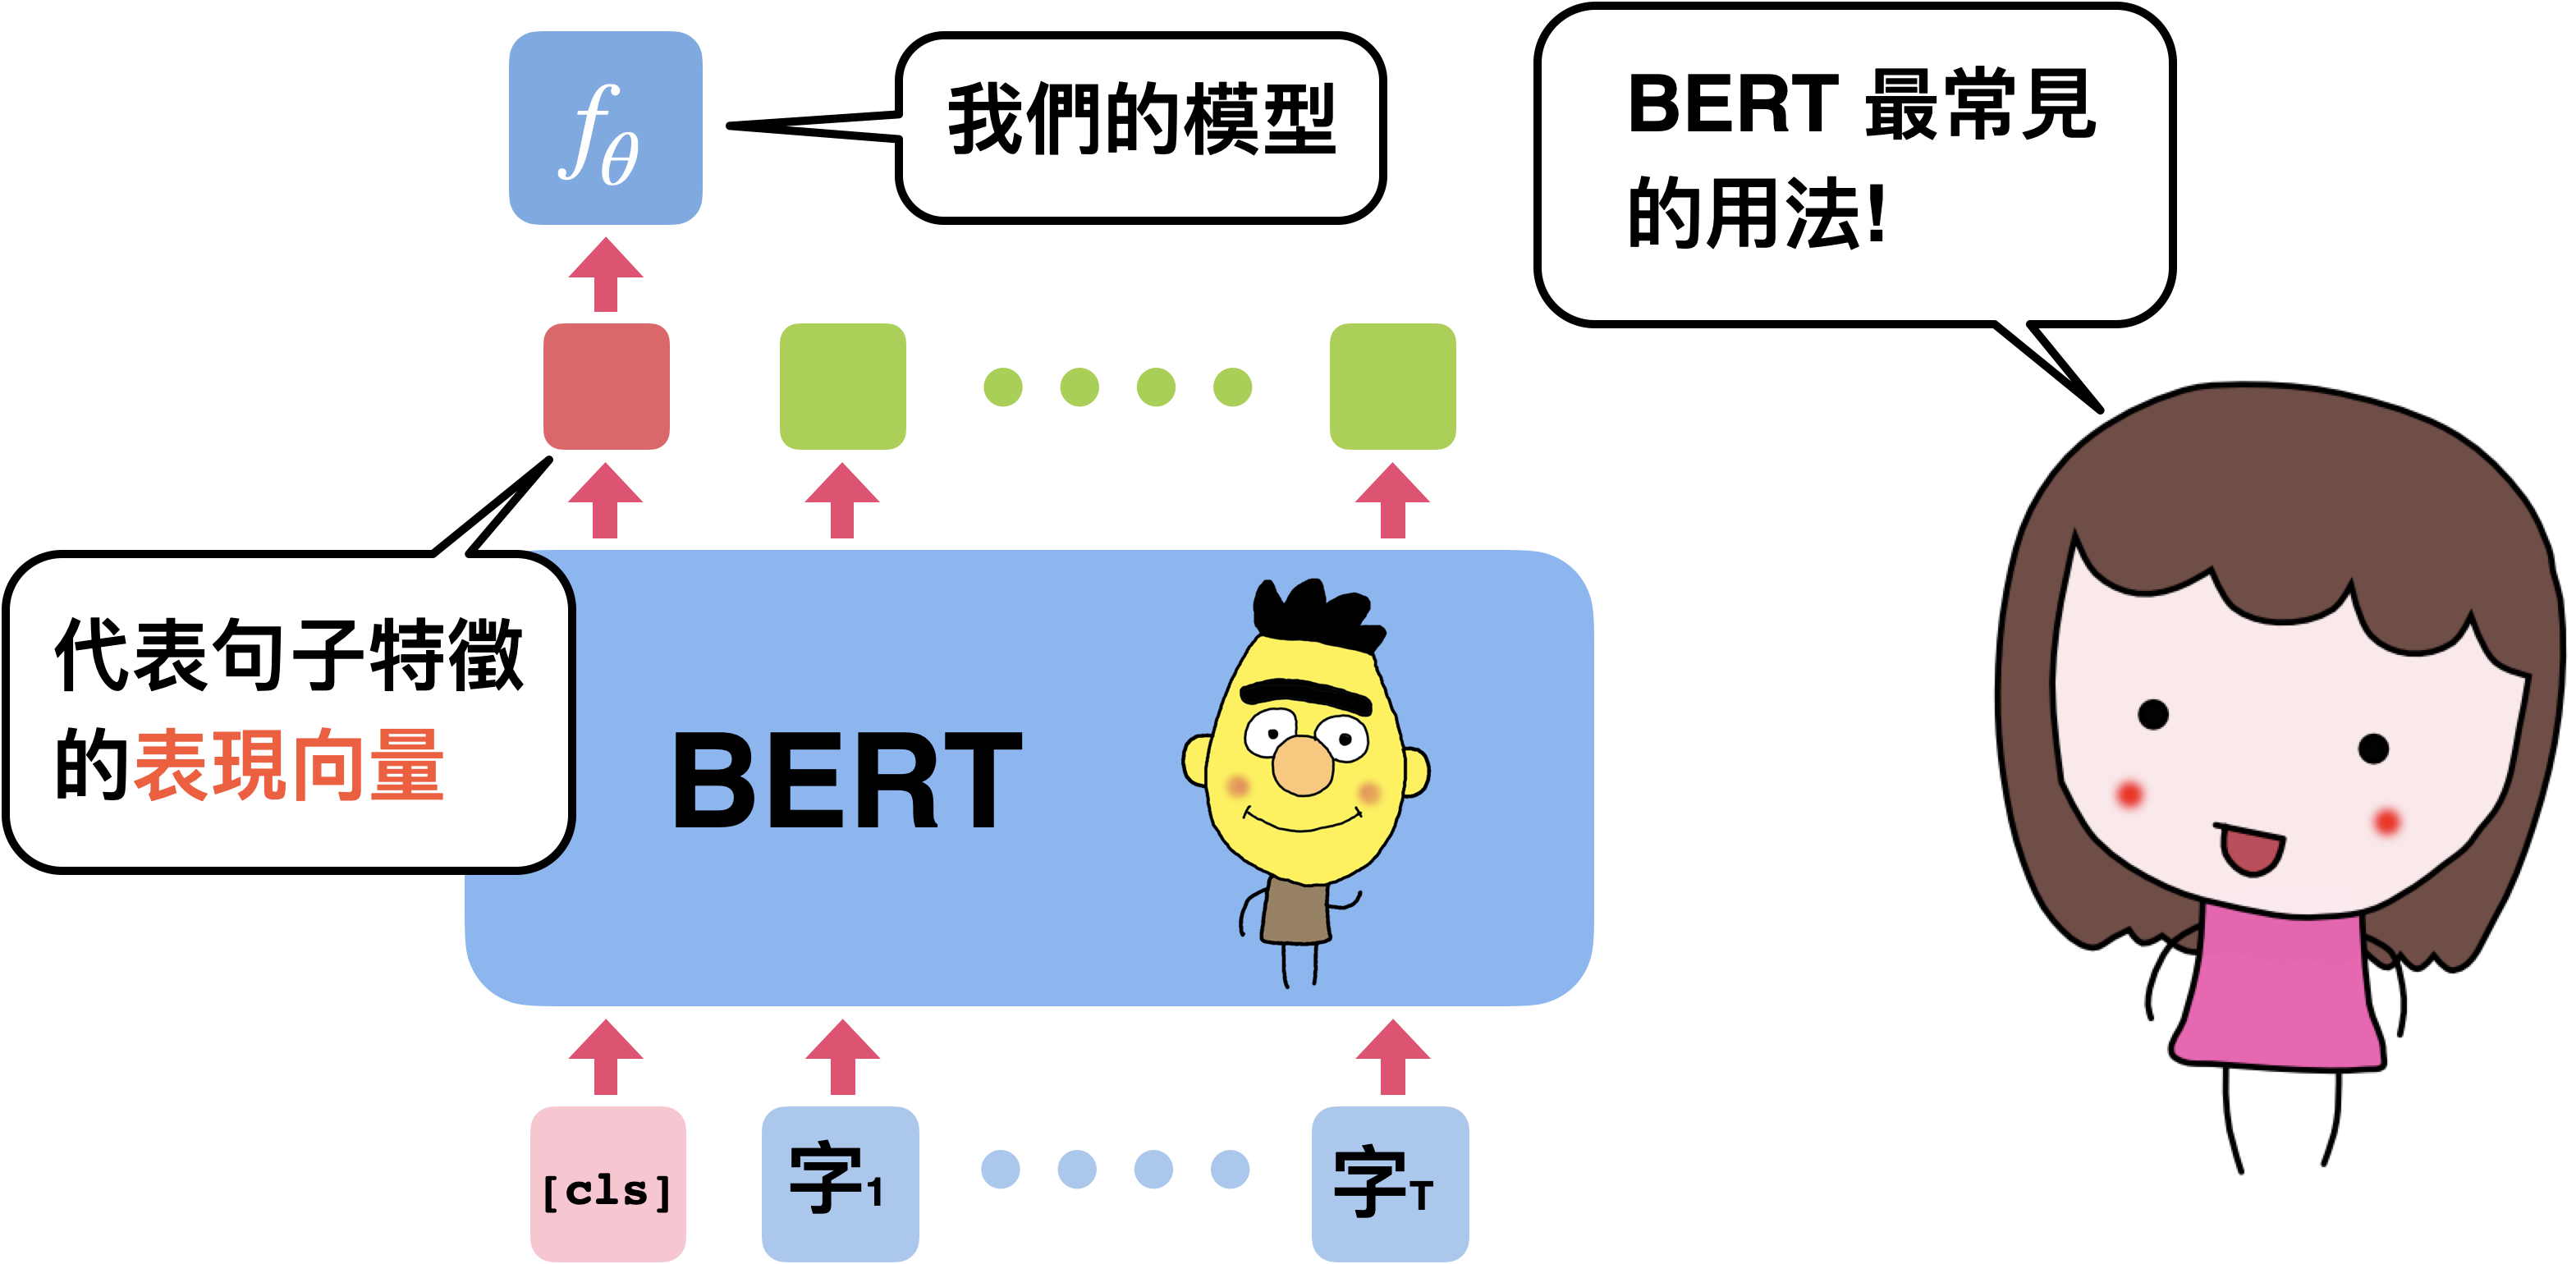 fθ
我們的模型
BERT 最常見
的用法!
代表句子特徵
的表現向量
BERT
[cls]
字1
字T